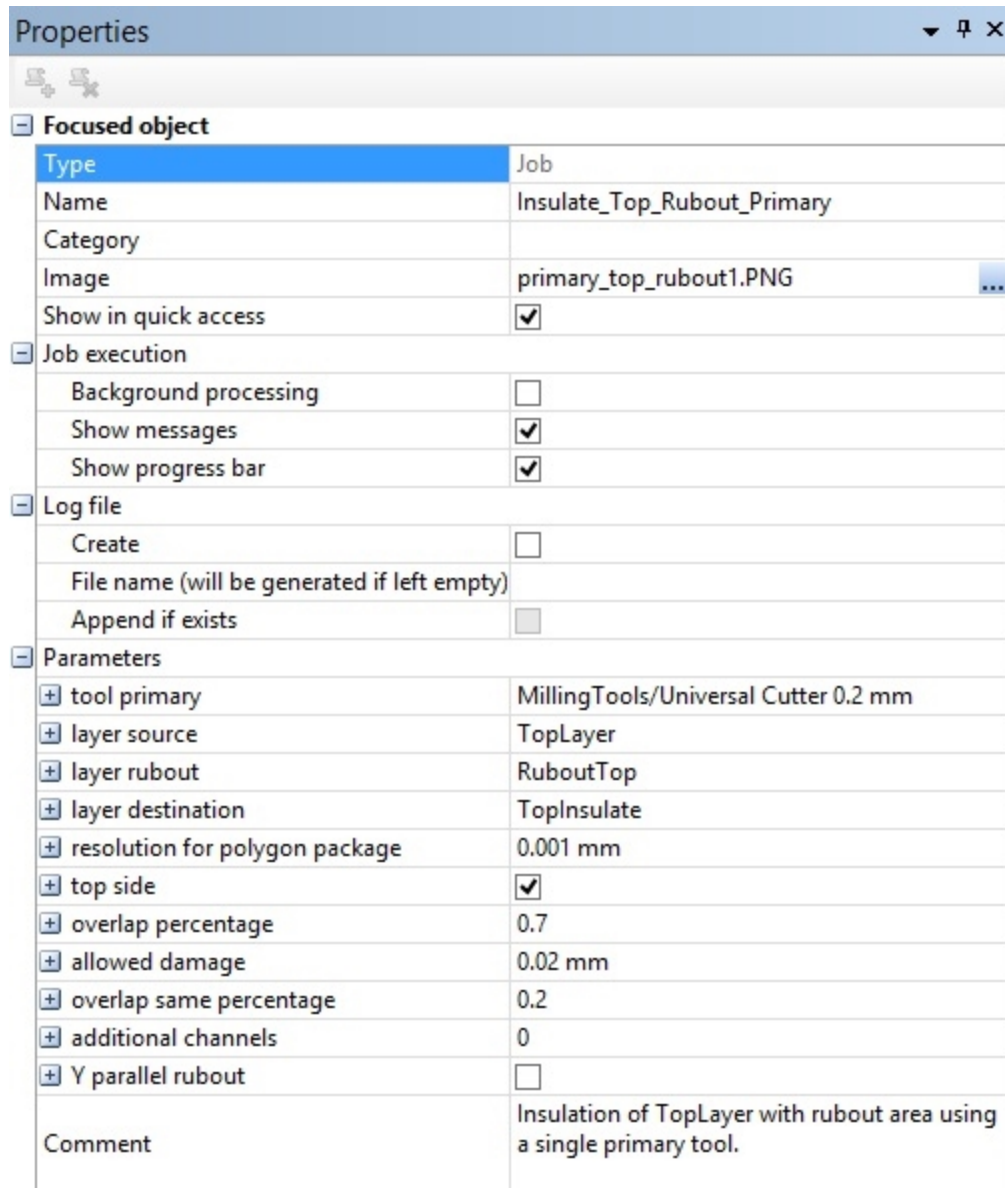 Properties
Focused object
Type Job
Name Insulate_Top_Rubout_Primary
Category
Image primary_top_rubout1.PNG ...
Show in quick access
Job execution
Background processing
Show messages
Show progress bar
Log file
Create
File name (will be generated if left empty)
Append if exists
Parameters
tool primary MillingTools/Universal Cutter 0.2 mm
layer source TopLayer
layer rubout RuboutTop
layer destination TopInsulate
resolution for polygon package 0.001 mm
top side
overlap percentage 0.7
allowed damage 0.02 mm
overlap same percentage 0.2
additional channels 0
Y parallel rubout
Comment Insulation of TopLayer with rubout area using
a single primary tool.